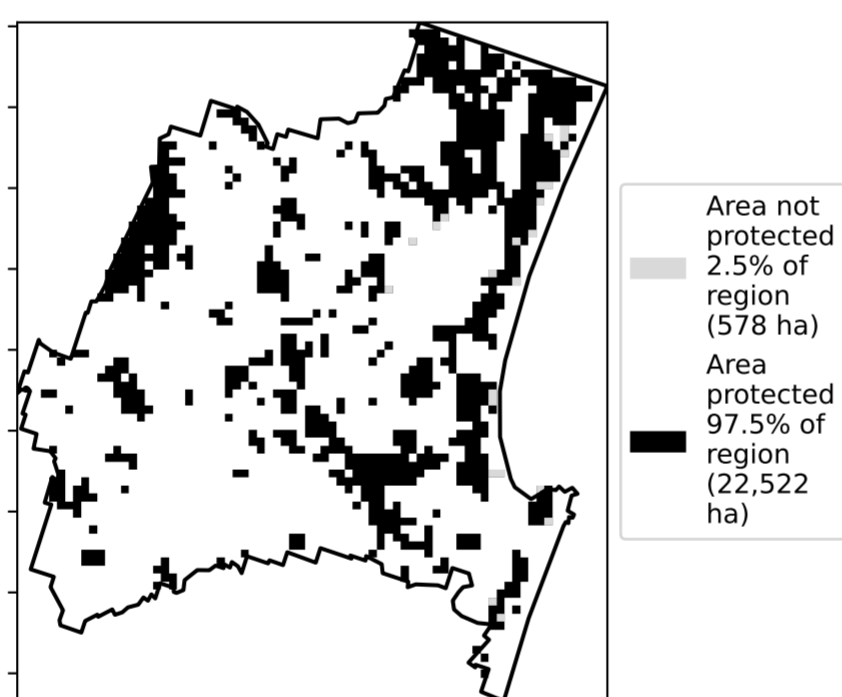 Area not
protected
2.5% of
region
(578 ha)
Area
protected
97.5% of
region
(22,522
ha)